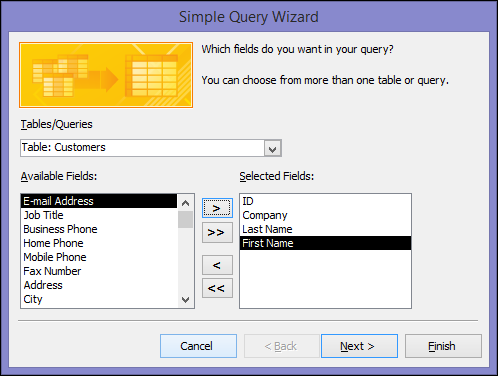 Simple Query Wizard
Which fields do you want in your query?
You can choose from more than one table or query.
Tables/Queries
Table: Customers
Available Fields:
E-mail Address
Job Title
Business Phone
Home Phone
Mobile Phone
Fax Number
Address
City
>
>>
<
<<
Selected Fields:
ID
Company
Last Name
First Name
Cancel
< Back
Next >
Finish